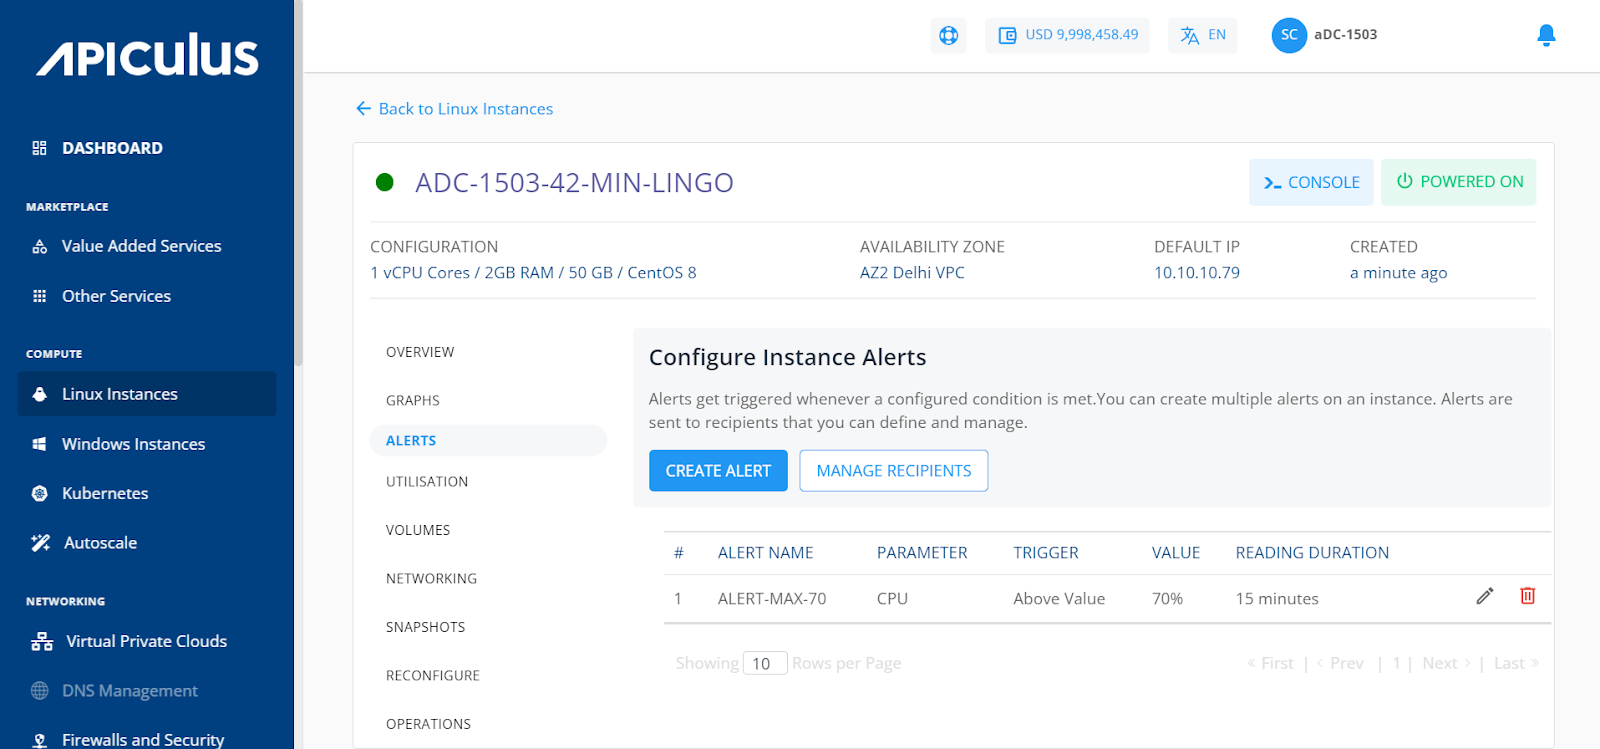 APICULUS
USD 9,998,458.49
EN
SC
aDC-1503
DASHBOARD
MARKETPLACE
Value Added Services
Other Services
COMPUTE
Linux Instances
Windows Instances
Kubernetes
Autoscale
NETWORKING
Virtual Private Clouds
DNS Management
Firewalls and Security
Back to Linux Instances
ADC-1503-42-MIN-LINGO
CONSOLE
POWERED ON
CONFIGURATION AVAILABILITY ZONE DEFAULT IP CREATED
1 vCPU Cores / 2GB RAM / 50 GB / CentOS 8 AZ2 Delhi VPC 10.10.10.79 a minute ago
OVERVIEW
GRAPHS
ALERTS
UTILISATION
VOLUMES
NETWORKING
SNAPSHOTS
RECONFIGURE
OPERATIONS
Configure Instance Alerts
Alerts get triggered whenever a configured condition is met.You can create multiple alerts on an instance. Alerts are
sent to recipients that you can define and manage.
CREATE ALERT MANAGE RECIPIENTS
# ALERT NAME PARAMETER TRIGGER VALUE READING DURATION
1 ALERT-MAX-70 CPU Above Value 70% 15 minutes
Showing 10 Rows per Page
« First | ‹ Prev | 1 | Next › | Last »